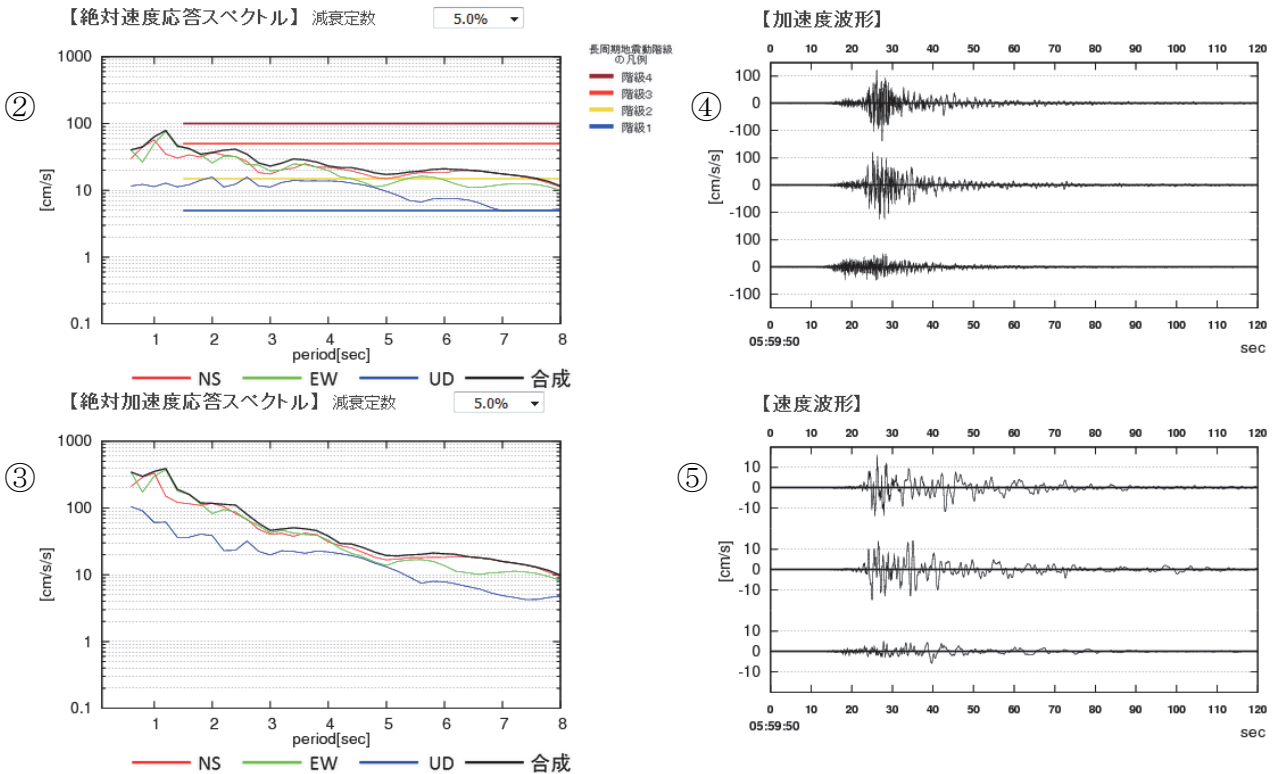 【絶対速度応答スペクトル】 減衰定数 5.0%
②
1000
100
10
1
0.1
[cm/s]
1 2 3 4 5 6 7 8
period[sec]
NS EW UD 合成
長周期地震動階級
の凡例
階級4
階級3
階級2
階級1
【加速度波形】
④
0 10 20 30 40 50 60 70 80 90 100 110 120
100
0
-100
100
0
-100
100
0
-100
[cm/s/s]
0 10 20 30 40 50 60 70 80 90 100 110 120
05:59:50
sec
【絶対加速度応答スペクトル】 減衰定数 5.0%
③
1000
100
10
1
0.1
[cm/s/s]
1 2 3 4 5 6 7 8
period[sec]
NS EW UD 合成
【速度波形】
⑤
0 10 20 30 40 50 60 70 80 90 100 110 120
10
0
-10
10
0
-10
10
0
-10
[cm/s]
0 10 20 30 40 50 60 70 80 90 100 110 120
05:59:50
sec